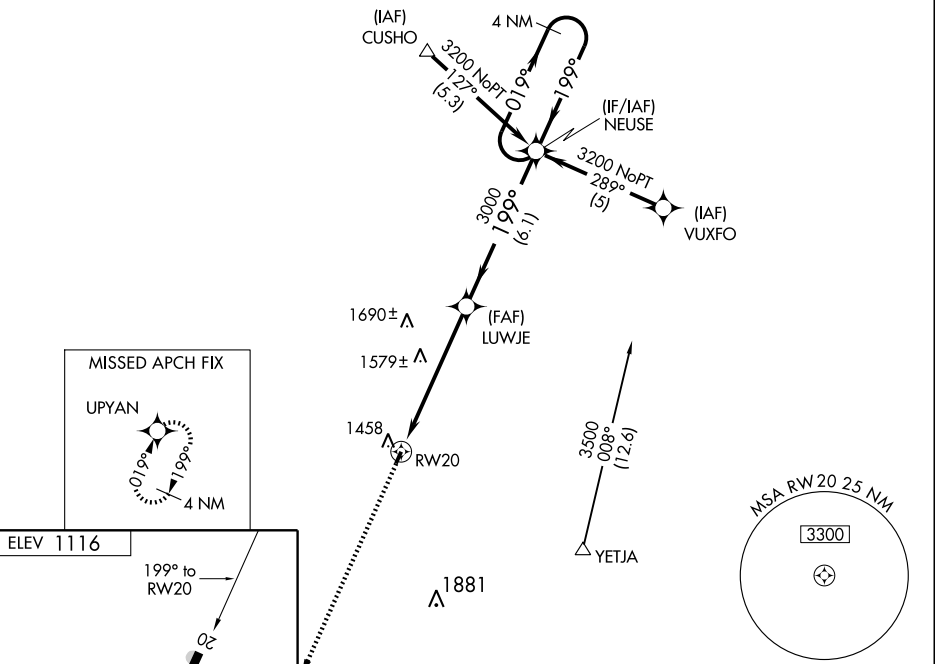 (IAF)
CUSHO
3200 NoPT
127°
(5.3)
4 NM
019°
199°
(IF/IAF)
NEUSE
3200 NoPT
289°
(5)
(IAF)
VUXFO
3000
199°
(6.1)
(FAF)
LUWJE
1690±
1579±
1458
RW20
3500
008°
(12.6)
YETJA
1881
MISSED APCH FIX
UPYAN
019°
199°
4 NM
ELEV 1116
199° to
RW20
20
MSA RW20 25 NM
3300